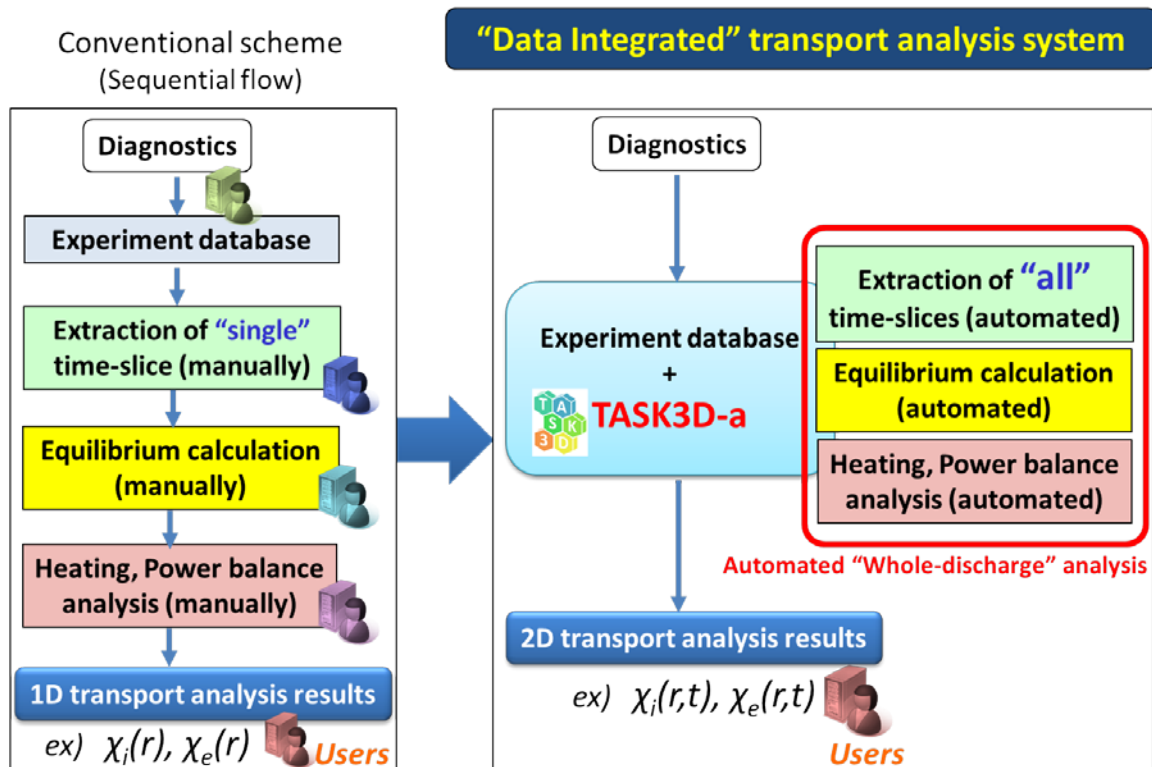 Conventional scheme
(Sequential flow)
Diagnostics
Experiment database
Extraction of “single”
time-slice (manually)
Equilibrium calculation
(manually)
Heating, Power balance
analysis (manually)
1D transport analysis results
ex) χi(r), χe(r)
Users
“Data Integrated” transport analysis system
Diagnostics
Experiment database
+
TASK3D
TASK3D-a
Extraction of “all”
time-slices (automated)
Equilibrium calculation
(automated)
Heating, Power balance
analysis (automated)
Automated “Whole-discharge” analysis
2D transport analysis results
ex) χi(r,t), χe(r,t)
Users